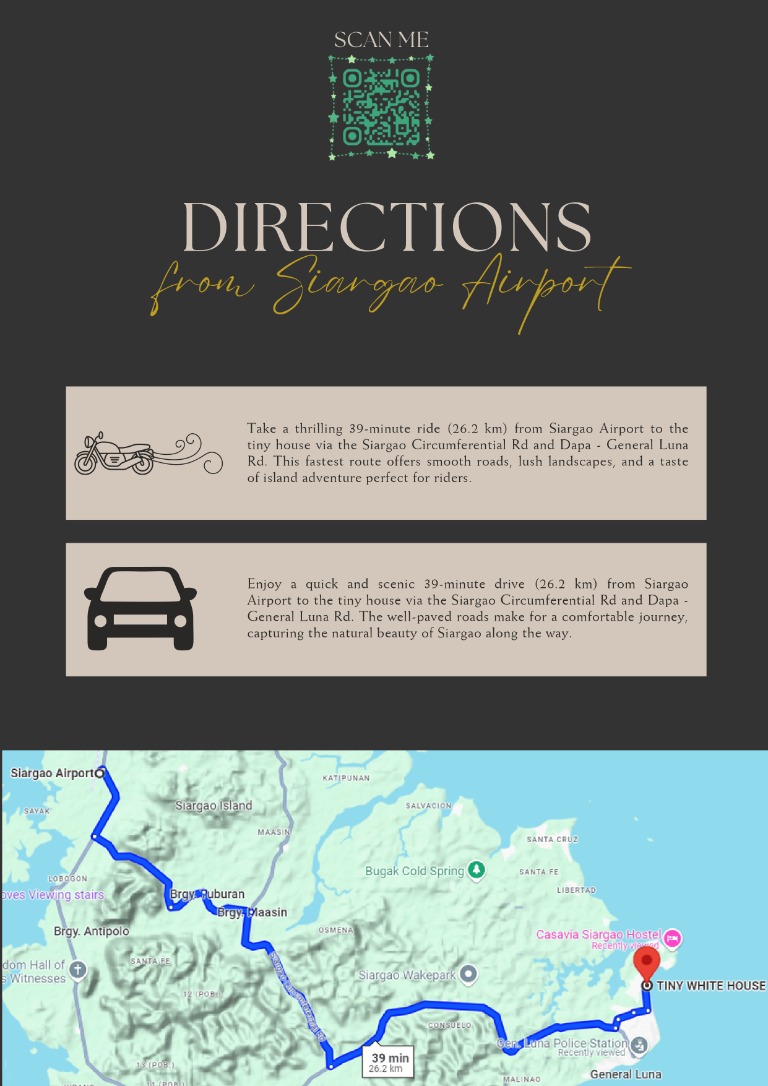 SCAN ME
DIRECTIONS
from Siargao Airport
Take a thrilling 39-minute ride (26.2 km) from Siargao Airport to the
tiny house via the Siargao Circumferential Rd and Dapa - General Luna
Rd. This fastest route offers smooth roads, lush landscapes, and a taste
of island adventure perfect for riders.
Enjoy a quick and scenic 39-minute drive (26.2 km) from Siargao
Airport to the tiny house via the Siargao Circumferential Rd and Dapa -
General Luna Rd. The well-paved roads make for a comfortable journey,
capturing the natural beauty of Siargao along the way.
Siargao Airport
KATIPUNAN
Siargao Island
SALVACION
SAYAK
MAASIN
SANTA CRUZ
Bugak Cold Spring
SANTA FE
LOBOGON
LIBERTAD
oves Viewing stairs
Brgy.
Brgy. Maasin
Brgy. Antipolo
OSMENA
Casavia Siargao Hostel
Recently viewed
SANTA FE
dom Hall of
s Witnesses
Siargao Wakepark
TINY WHITE HOUSE
12 (POB.)
CONSUELO
Gen. Luna Police Station
Recently viewed
39 min
26.2 km
13 (POB.)
General Luna
MALINAO
14 (POB.)